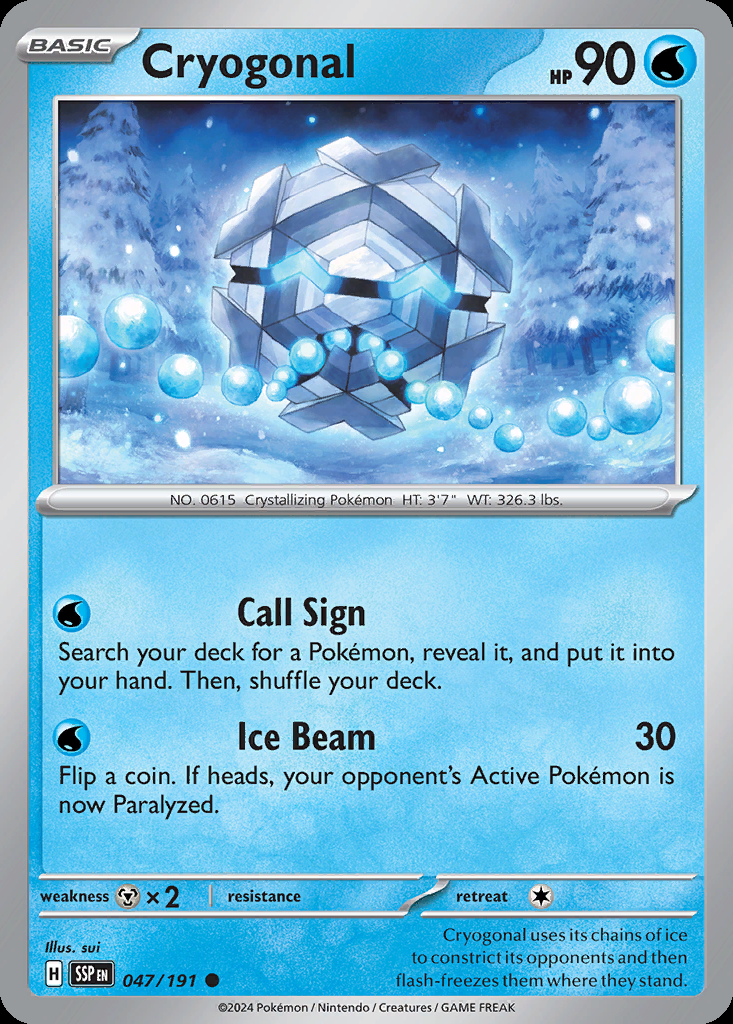 BASIC
Cryogonal
HP 90
NO. 0615 Crystallizing Pokémon HT: 3'7" WT: 326.3 lbs.
Call Sign
Search your deck for a Pokémon, reveal it, and put it into
your hand. Then, shuffle your deck.
Ice Beam 30
Flip a coin. If heads, your opponent's Active Pokémon is
now Paralyzed.
weakness ×2 resistance retreat
Illus. sui
H SSP EN 047/191
Cryogonal uses its chains of ice
to constrict its opponents and then
flash-freezes them where they stand.
©2024 Pokémon / Nintendo / Creatures / GAME FREAK